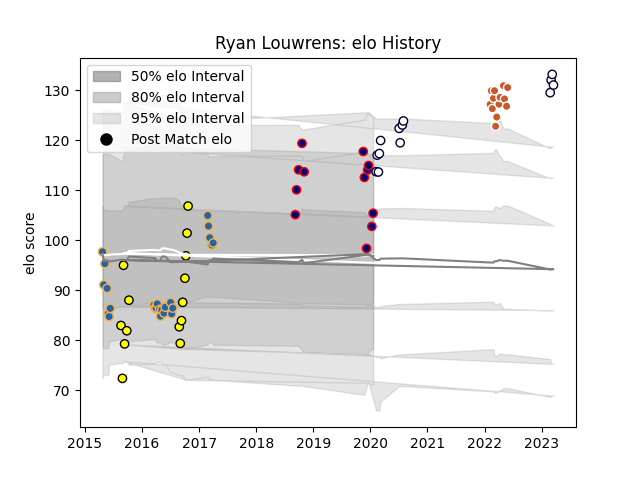 Ryan Louwrens: elo History
50% elo Interval
80% elo Interval
95% elo Interval
Post Match elo
elo score
130
120
110
100
90
80
70
2015 2016 2017 2018 2019 2020 2021 2022 2023